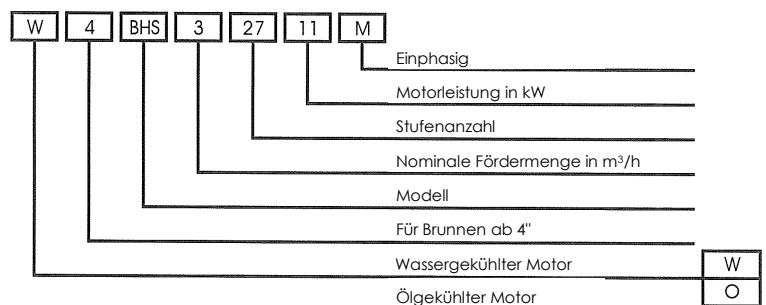 W 4 BHS 3 27 11 M
Einphasig
Motorleistung in kW
Stufenanzahl
Nominale Fördermenge in m³/h
Modell
Für Brunnen ab 4"
Wassergekühlter Motor W
Ölgekühlter Motor O